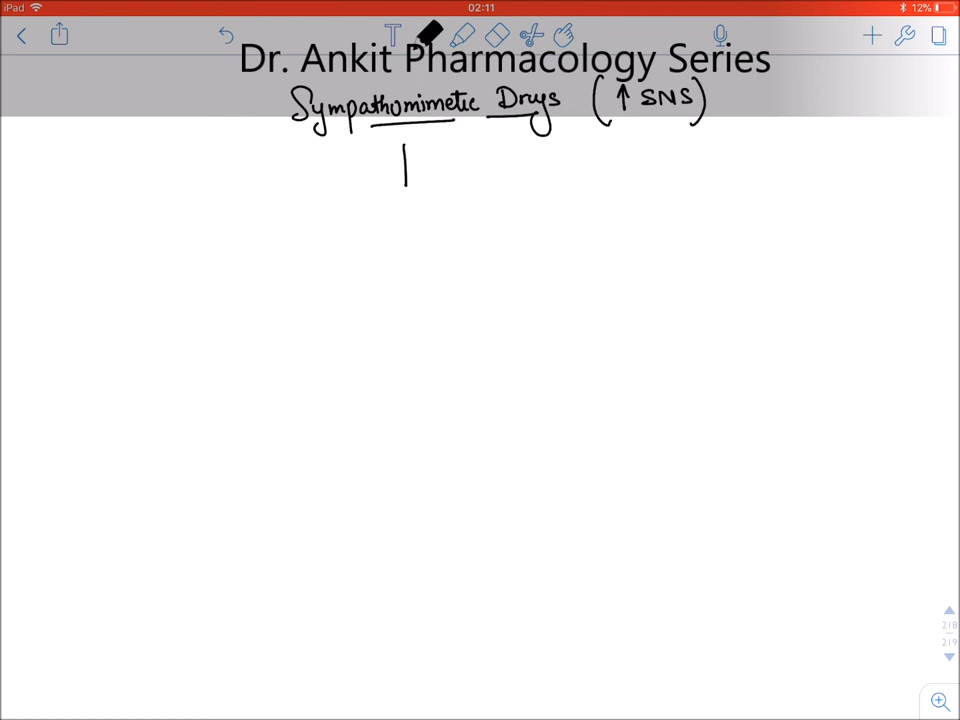 iPad 02:11 12%
T
Dr. Ankit Pharmacology Series
Sympathomimetic Drugs (↑ SNS)
218
219